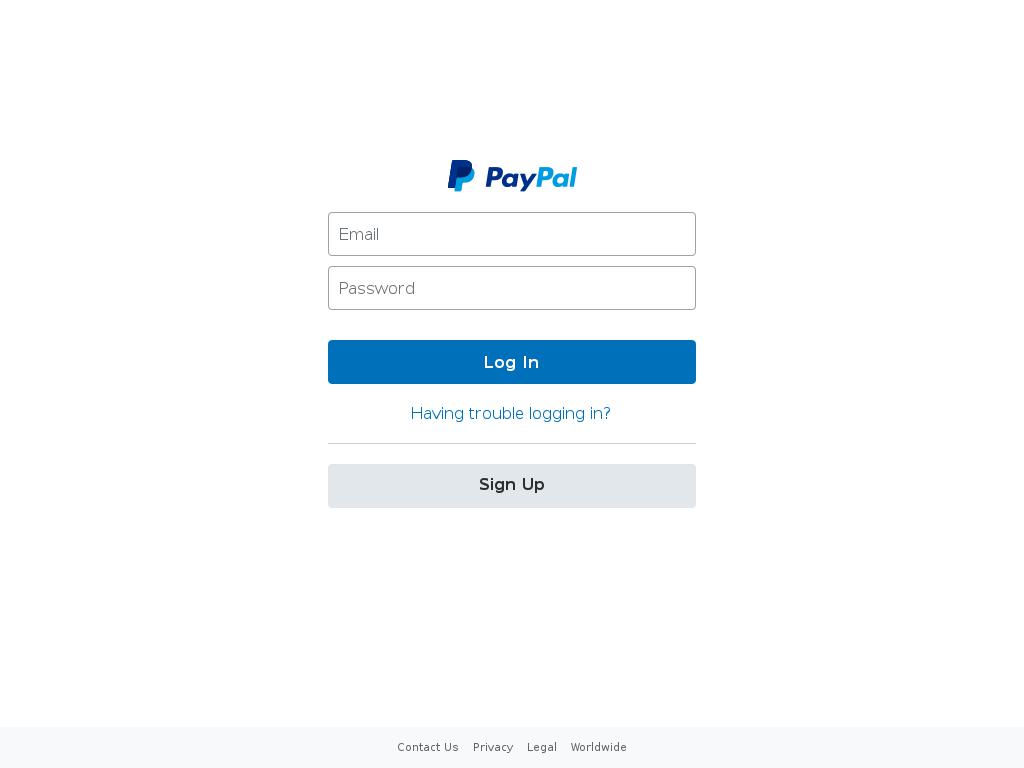 PayPal
Email
Password
Log In
Having trouble logging in?
Sign Up
Contact Us Privacy Legal Worldwide